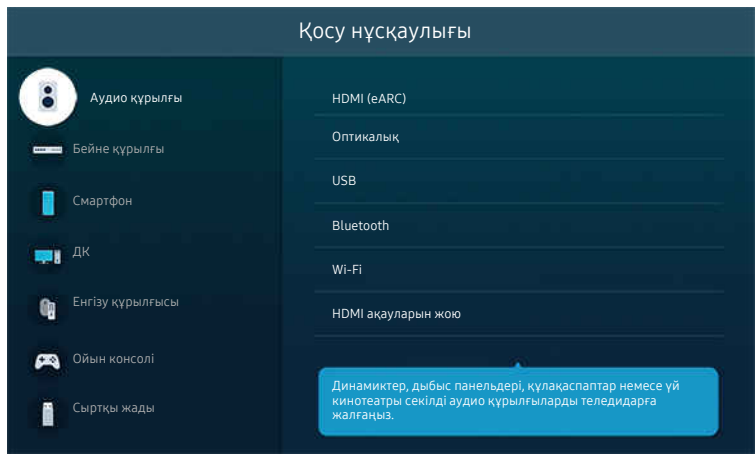 Қосу нұсқаулығы
Аудио құрылғы
Бейне құрылғы
Смартфон
ДК
Енгізу құрылғысы
Ойын консолі
Сыртқы жады
HDMI (eARC)
Оптикалық
USB
Bluetooth
Wi-Fi
HDMI ақауларын жою
Динамиктер, дыбыс панельдері, құлақаспаптар немесе үй
кинотеатры секілді аудио құрылғыларды теледидарға
жалғаңыз.